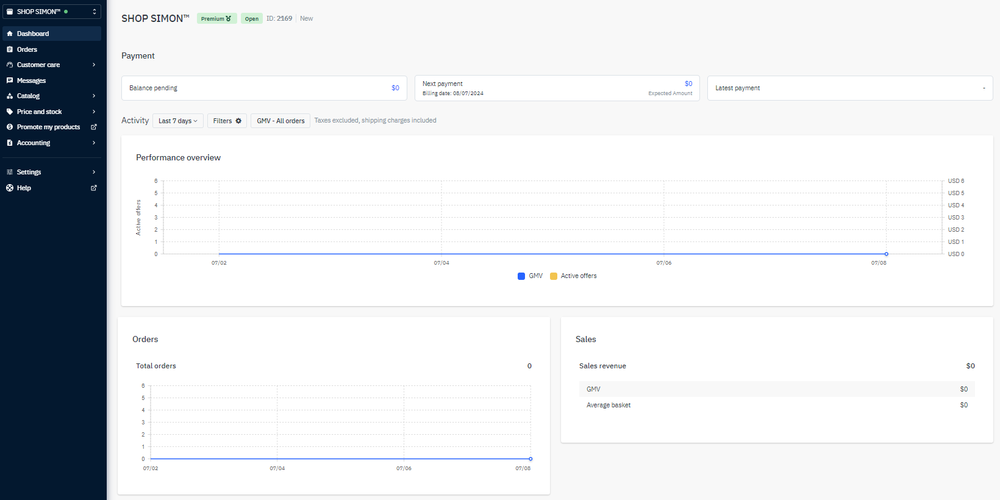 SHOP SIMON™
Dashboard
Orders
Customer care
Messages
Catalog
Price and stock
Promote my products
Accounting
Settings
Help
SHOP SIMON™ Premium Open ID: 2169 New
Payment
Balance pending $0
Next payment $0
Billing date: 08/07/2024 Expected Amount
Latest payment -
Activity Last 7 days Filters GMV - All orders Taxes excluded, shipping charges included
Performance overview
Active offers
6 USD 6
5 USD 5
4 USD 4
3 USD 3
2 USD 2
1 USD 1
0 USD 0
07/02 07/04 07/06 07/08
GMV Active offers
Orders
Total orders 0
6
5
4
3
2
1
0
07/02 07/04 07/06 07/08
Sales
Sales revenue $0
GMV $0
Average basket $0